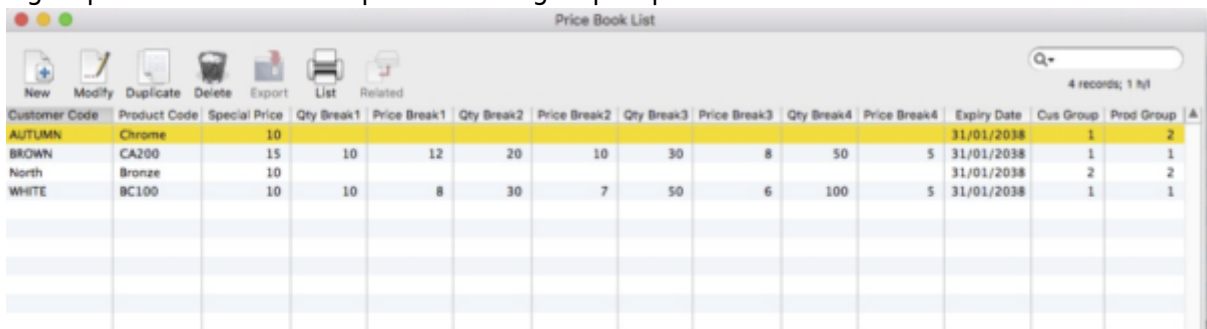 Price Book List
New Modify Duplicate Delete Export List Related
4 records; 1 h/l
Customer Code Product Code Special Price Qty Break1 Price Break1 Qty Break2 Price Break2 Qty Break3 Price Break3 Qty Break4 Price Break4 Expiry Date Cus Group Prod Group
AUTUMN Chrome 10 31/01/2038 1 2
BROWN CA200 15 10 12 20 10 30 8 50 5 31/01/2038 1 1
North Bronze 10 31/01/2038 2 2
WHITE BC100 10 10 8 30 7 50 6 100 5 31/01/2038 1 1